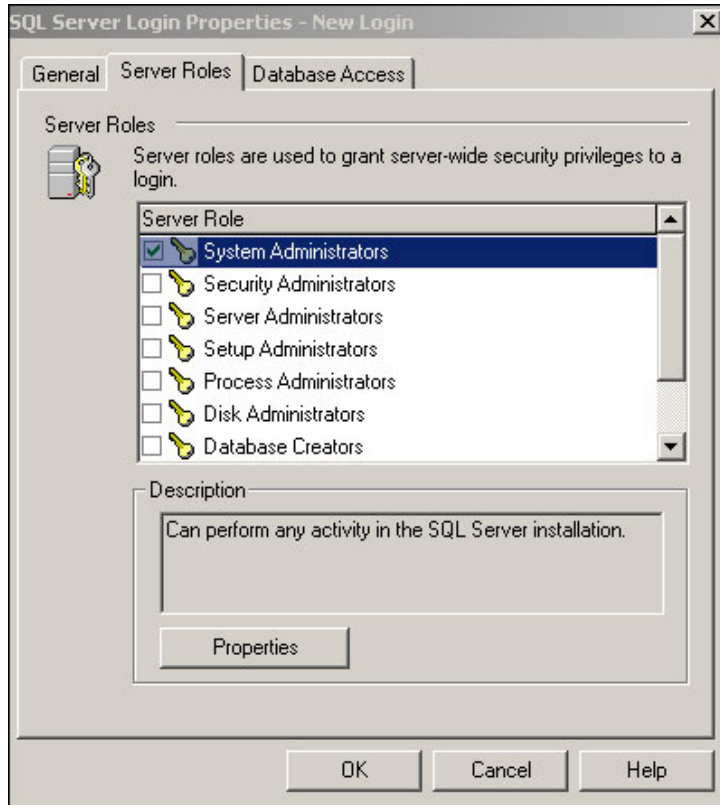 SQL Server Login Properties - New Login
General
Server Roles
Database Access
Server Roles
Server roles are used to grant server-wide security privileges to a
login.
Server Role
System Administrators
Security Administrators
Server Administrators
Setup Administrators
Process Administrators
Disk Administrators
Database Creators
Description
Can perform any activity in the SQL Server installation.
Properties
OK
Cancel
Help